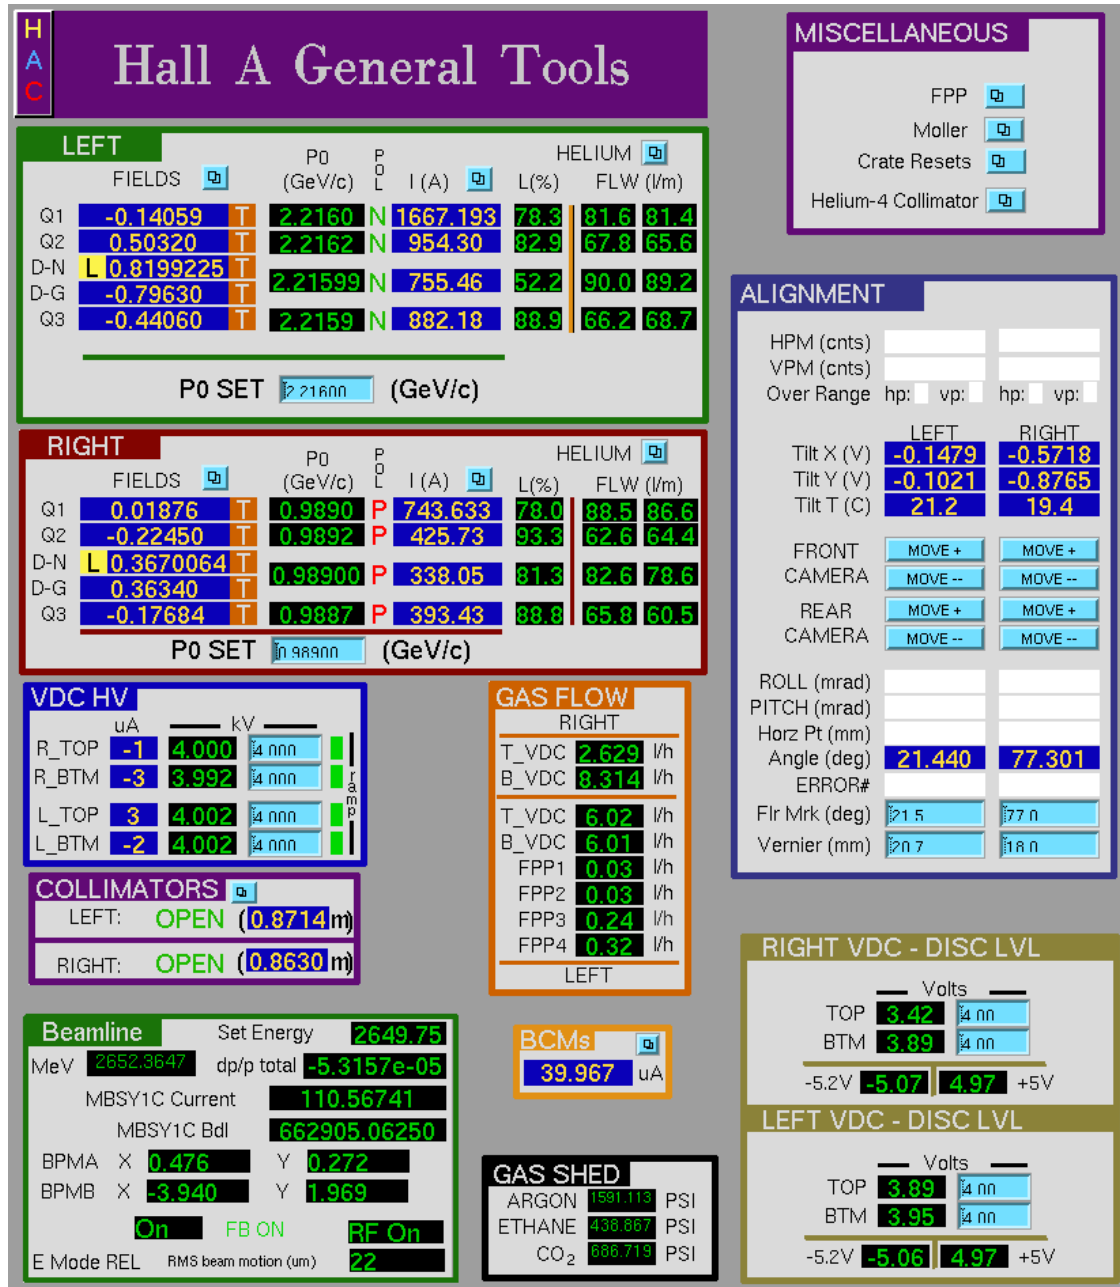 H
A
C
Hall A General Tools
LEFT
FIELDS P0 (GeV/c) POL I (A) HELIUM L(%) FLW (l/m)
Q1 -0.14059 T 2.2160 N 1667.193 78.3 81.6 81.4
Q2 0.50320 T 2.2162 N 954.30 82.9 67.8 65.6
D-N L 0.8199225 T
2.21599 N 755.46 52.2 90.0 89.2
D-G -0.79630 T
Q3 -0.44060 T 2.2159 N 882.18 88.9 66.2 68.7
P0 SET 2.21600 (GeV/c)
RIGHT
FIELDS P0 (GeV/c) POL I (A) HELIUM L(%) FLW (l/m)
Q1 0.01876 T 0.9890 P 743.633 78.0 88.5 86.6
Q2 -0.22450 T 0.9892 P 425.73 93.3 62.6 64.4
D-N L 0.3670064 T
0.98900 P 338.05 81.3 82.6 78.6
D-G 0.36340 T
Q3 -0.17684 T 0.9887 P 393.43 88.8 65.8 60.5
P0 SET 0.98900 (GeV/c)
VDC HV
uA kV
R_TOP -1 4.000 4.000
R_BTM -3 3.992 4.000
L_TOP 3 4.002 4.000
L_BTM -2 4.002 4.000
ramp
COLLIMATORS
LEFT: OPEN (0.8714 m)
RIGHT: OPEN (0.8630 m)
GAS FLOW
RIGHT
T_VDC 2.629 l/h
B_VDC 8.314 l/h
T_VDC 6.02 l/h
B_VDC 6.01 l/h
FPP1 0.03 l/h
FPP2 0.03 l/h
FPP3 0.24 l/h
FPP4 0.32 l/h
LEFT
Beamline Set Energy 2649.75
MeV 2652.3647 dp/p total -5.3157e-05
MBSY1C Current 110.56741
MBSY1C Bdl 662905.06250
BPMA X 0.476 Y 0.272
BPMB X -3.940 Y 1.969
On FB ON RF On
E Mode REL RMS beam motion (um) 22
BCMs
39.967 uA
GAS SHED
ARGON 1591.113 PSI
ETHANE 438.867 PSI
CO2 686.719 PSI
MISCELLANEOUS
FPP
Moller
Crate Resets
Helium-4 Collimator
ALIGNMENT
HPM (cnts)
VPM (cnts)
Over Range hp: vp: hp: vp:
LEFT RIGHT
Tilt X (V) -0.1479 -0.5718
Tilt Y (V) -0.1021 -0.8765
Tilt T (C) 21.2 19.4
FRONT MOVE + MOVE +
CAMERA MOVE -- MOVE --
REAR MOVE + MOVE +
CAMERA MOVE -- MOVE --
ROLL (mrad)
PITCH (mrad)
Horz Pt (mm)
Angle (deg) 21.440 77.301
ERROR#
Flr Mrk (deg) 21.5 77.0
Vernier (mm) 20.7 18.0
RIGHT VDC - DISC LVL
Volts
TOP 3.42 4.00
BTM 3.89 4.00
-5.2V -5.07 4.97 +5V
LEFT VDC - DISC LVL
Volts
TOP 3.89 4.00
BTM 3.95 4.00
-5.2V -5.06 4.97 +5V